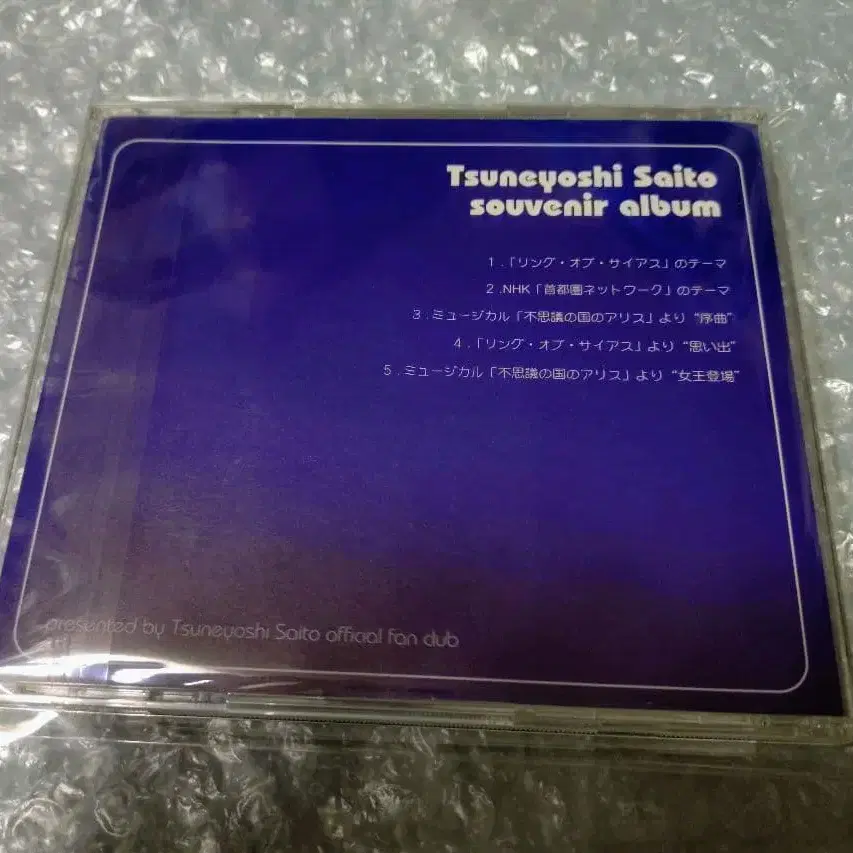 Tsuneyoshi Saito
souvenir album
1.「リング・オブ・サイアス」のテーマ
2.NHK「首都圏ネットワーク」のテーマ
3.ミュージカル「不思議の国のアリス」より“序曲”
4.「リング・オブ・サイアス」より“思い出”
5.ミュージカル「不思議の国のアリス」より“女王登場”
presented by Tsuneyoshi Saito official fan club